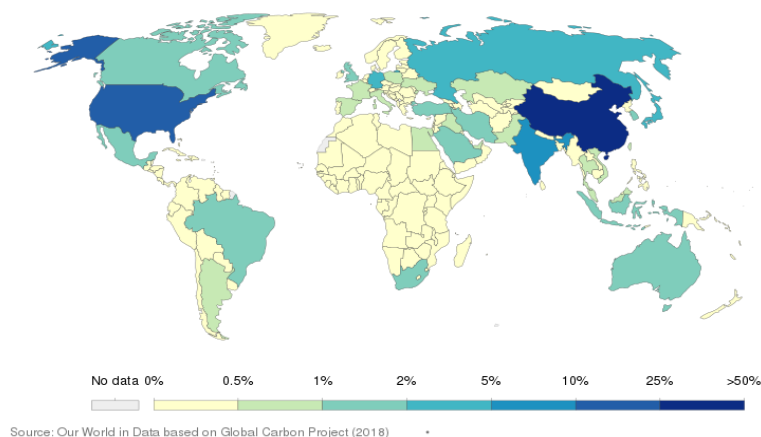 No data 0% 0.5% 1% 2% 5% 10% 25% >50%
Source: Our World in Data based on Global Carbon Project (2018)